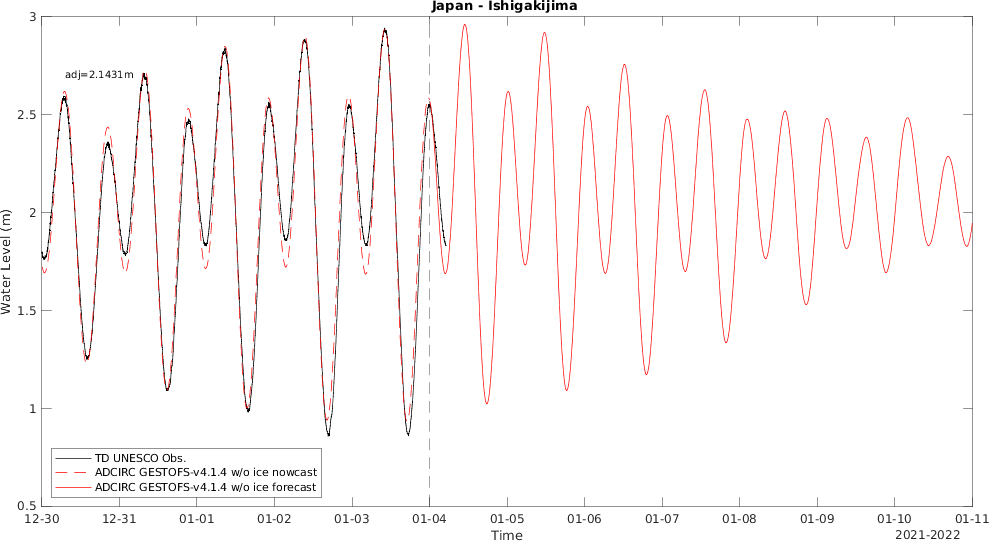 Japan - Ishigakijima
adj=2.1431m
3
2.5
2
1.5
1
0.5
Water Level (m)
TD UNESCO Obs.
ADCIRC GESTOFS-v4.1.4 w/o ice nowcast
ADCIRC GESTOFS-v4.1.4 w/o ice forecast
12-30 12-31 01-01 01-02 01-03 01-04 01-05 01-06 01-07 01-08 01-09 01-10 01-11
Time
2021-2022